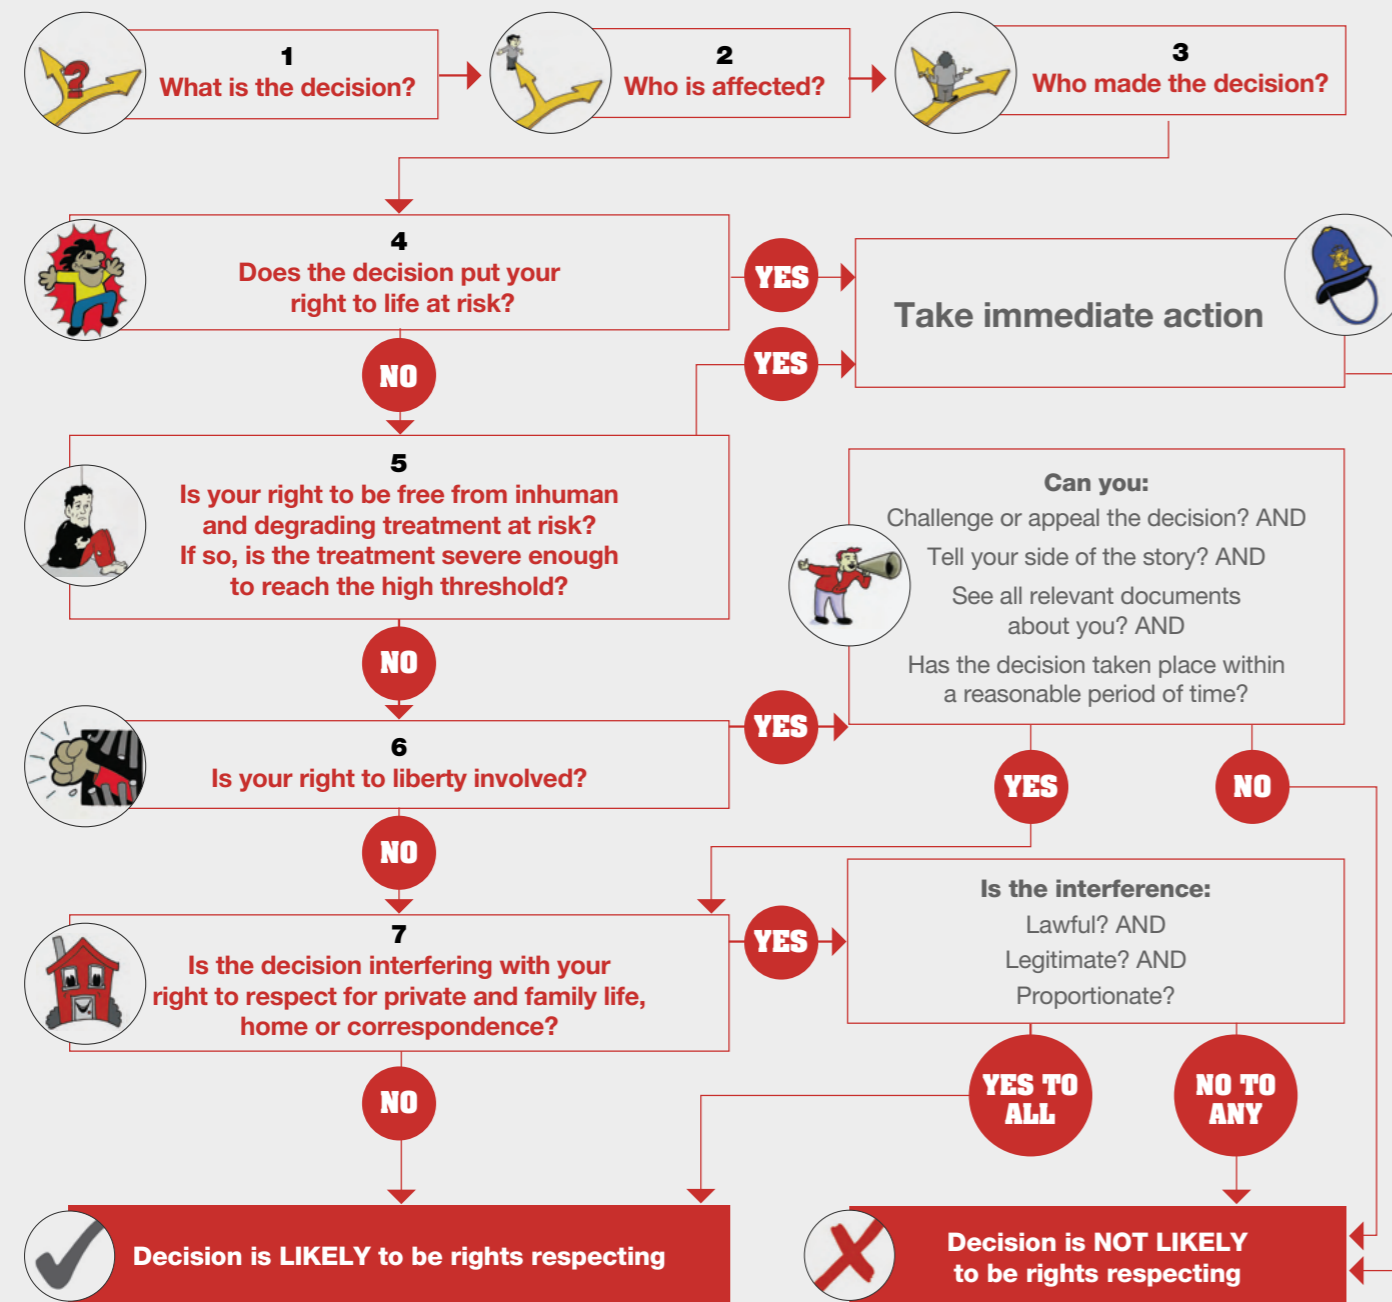 1
What is the decision?
2
Who is affected?
3
Who made the decision?
4
Does the decision put your
right to life at risk?
YES
Take immediate action
YES
NO
5
Is your right to be free from inhuman
and degrading treatment at risk?
If so, is the treatment severe enough
to reach the high threshold?
Can you:
Challenge or appeal the decision? AND
Tell your side of the story? AND
See all relevant documents
about you? AND
Has the decision taken place within
a reasonable period of time?
NO
6
Is your right to liberty involved?
YES
YES
NO
NO
7
Is the decision interfering with your
right to respect for private and family life,
home or correspondence?
YES
Is the interference:
Lawful? AND
Legitimate? AND
Proportionate?
NO
YES TO
ALL
NO TO
ANY
Decision is LIKELY to be rights respecting
Decision is NOT LIKELY
to be rights respecting